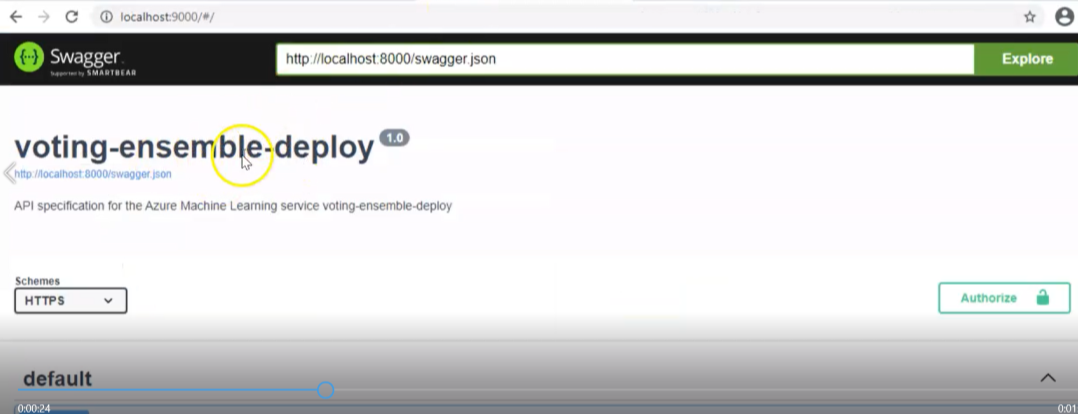 localhost:9000/#/
Swagger
Supported by SMARTBEAR
http://localhost:8000/swagger.json
Explore
voting-ensemble-deploy 1.0
http://localhost:8000/swagger.json
API specification for the Azure Machine Learning service voting-ensemble-deploy
Schemes
HTTPS
Authorize
default
0:00:24
0:01